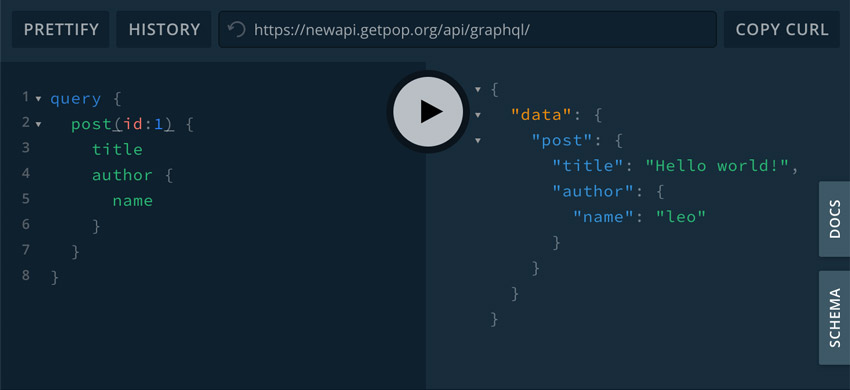 PRETTIFY HISTORY https://newapi.getpop.org/api/graphql/ COPY CURL
1 query {
2 post(id:1) {
3 title
4 author {
5 name
6 }
7 }
8 }
{
"data": {
"post": {
"title": "Hello world!",
"author": {
"name": "leo"
}
}
}
}
DOCS
SCHEMA